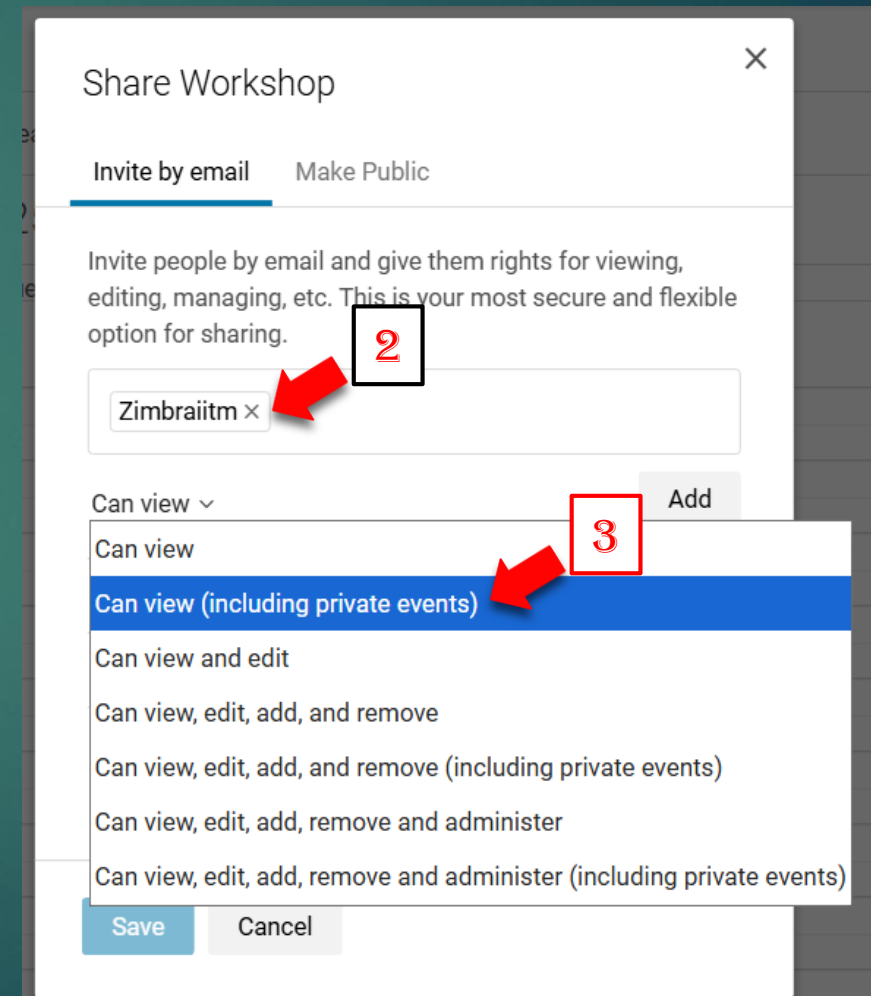 Share Workshop
Invite by email Make Public
Invite people by email and give them rights for viewing,
editing, managing, etc. This is your most secure and flexible
option for sharing.
2
Zimbraiitm ×
Can view
Add
3
Can view
Can view (including private events)
Can view and edit
Can view, edit, add, and remove
Can view, edit, add, and remove (including private events)
Can view, edit, add, remove and administer
Can view, edit, add, remove and administer (including private events)
Save Cancel